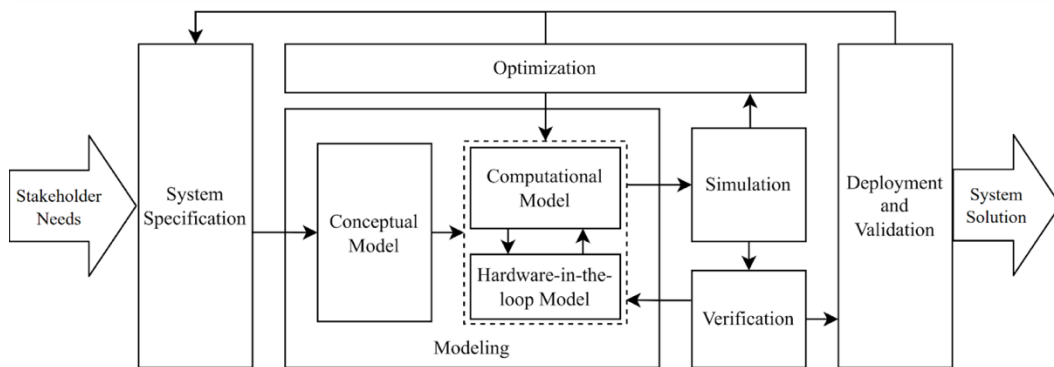 Stakeholder
Needs
System
Specification
Optimization
Conceptual
Model
Computational
Model
Hardware-in-the-
loop Model
Modeling
Simulation
Verification
Deployment
and
Validation
System
Solution